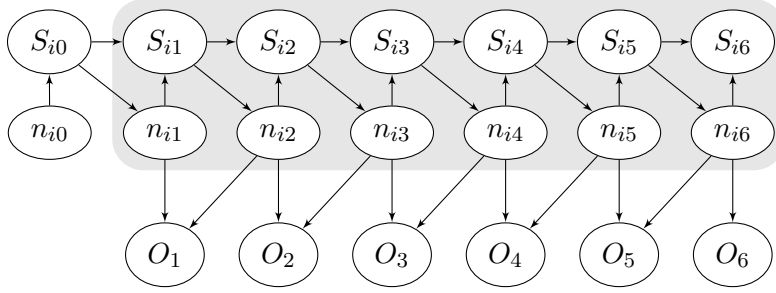 S_{i0} S_{i1} S_{i2} S_{i3} S_{i4} S_{i5} S_{i6}
n_{i0} n_{i1} n_{i2} n_{i3} n_{i4} n_{i5} n_{i6}
O_1 O_2 O_3 O_4 O_5 O_6